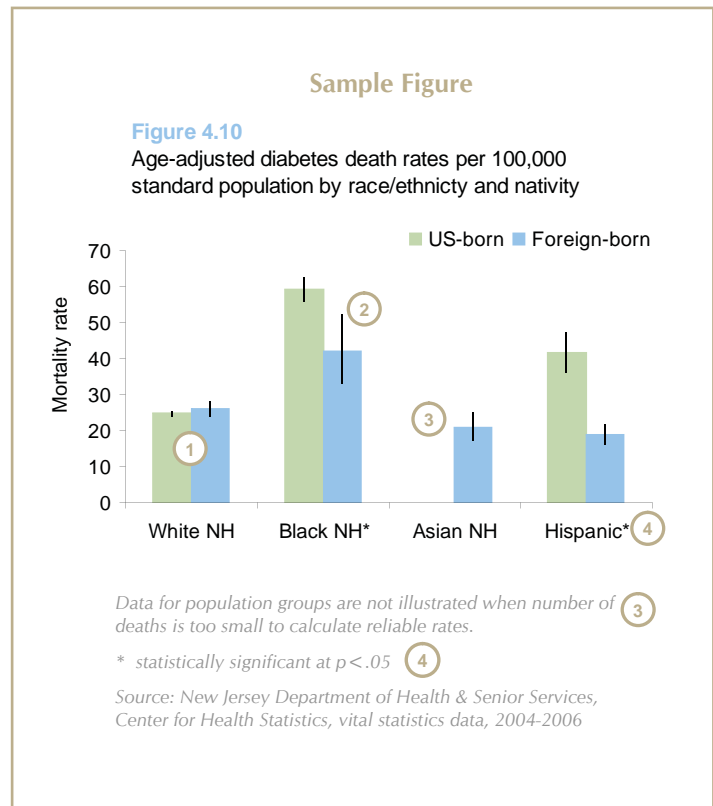 Sample Figure
Figure 4.10
Age-adjusted diabetes death rates per 100,000
standard population by race/ethnicty and nativity
US-born Foreign-born
Mortality rate
70
60
50
40
30
20
10
0
2
3
1
White NH Black NH* Asian NH Hispanic* 4
Data for population groups are not illustrated when number of 3
deaths is too small to calculate reliable rates.
* statistically significant at p<.05 4
Source: New Jersey Department of Health & Senior Services,
Center for Health Statistics, vital statistics data, 2004-2006